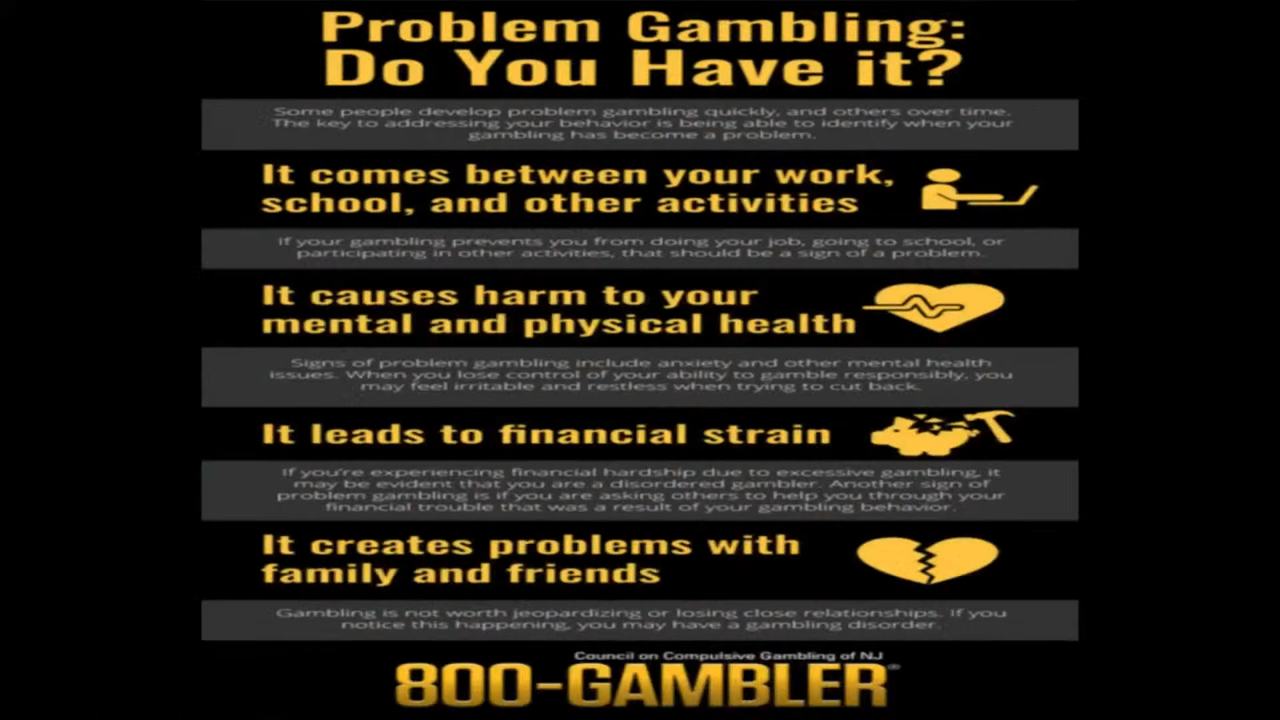 Problem Gambling:
Do You Have it?
Some people develop problem gambling quickly, and others over time.
The key to addressing your behavior is being able to identify when your
gambling has become a problem.
It comes between your work,
school, and other activities
If your gambling prevents you from doing your job, going to school, or
participating in other activities, that should be a sign of a problem.
It causes harm to your
mental and physical health
Signs of problem gambling include anxiety and other mental health
issues. When you lose control of your ability to gamble responsibly, you
may feel irritable and restless when trying to cut back.
It leads to financial strain
If you're experiencing financial hardship due to excessive gambling, it
may be evident that you are a disordered gambler. Another sign of
problem gambling is if you are asking others to help you through your
financial trouble that was a result of your gambling behavior.
It creates problems with
family and friends
Gambling is not worth jeopardizing or losing close relationships. If you
notice this happening, you may have a gambling disorder.
Council on Compulsive Gambling of NJ
800-GAMBLER®